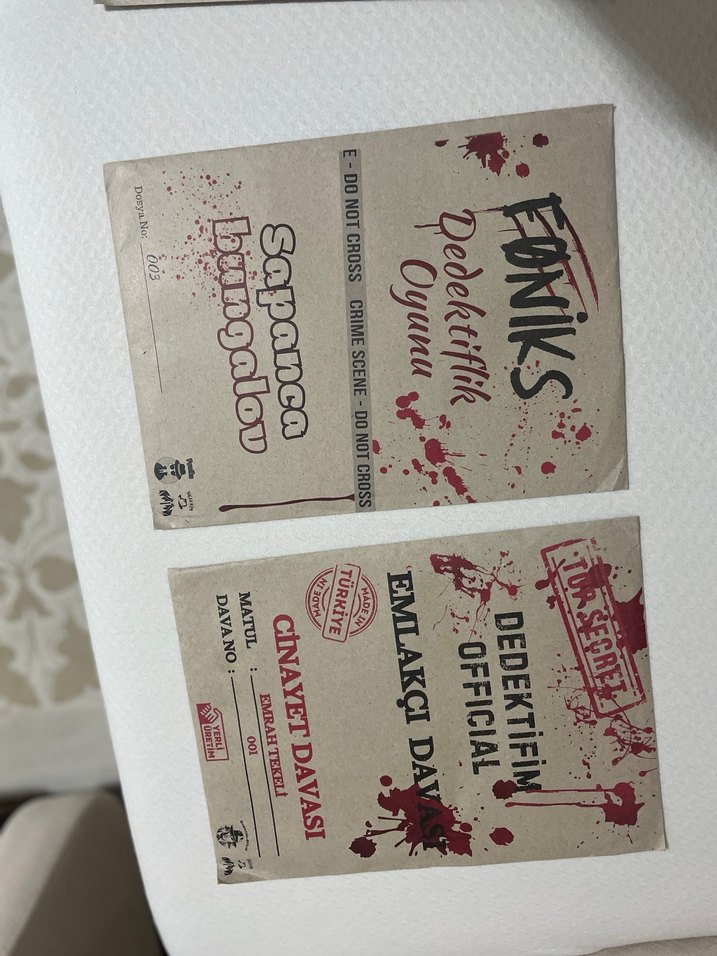 FØNİKS
Dedektiflik
Oyunu
E - DO NOT CROSS CRIME SCENE - DO NOT CROSS
Sapanca
bungalov
Dosya No: 003
TOP SECRET
DEDEKTİFİM
OFFICIAL
EMLAKÇI DAVASI
MADE IN
TÜRKİYE
MADE IN
CİNAYET DAVASI
MATUL : EMRAH TEKELİ
DAVA NO : 001
YERLİ
ÜRETİM